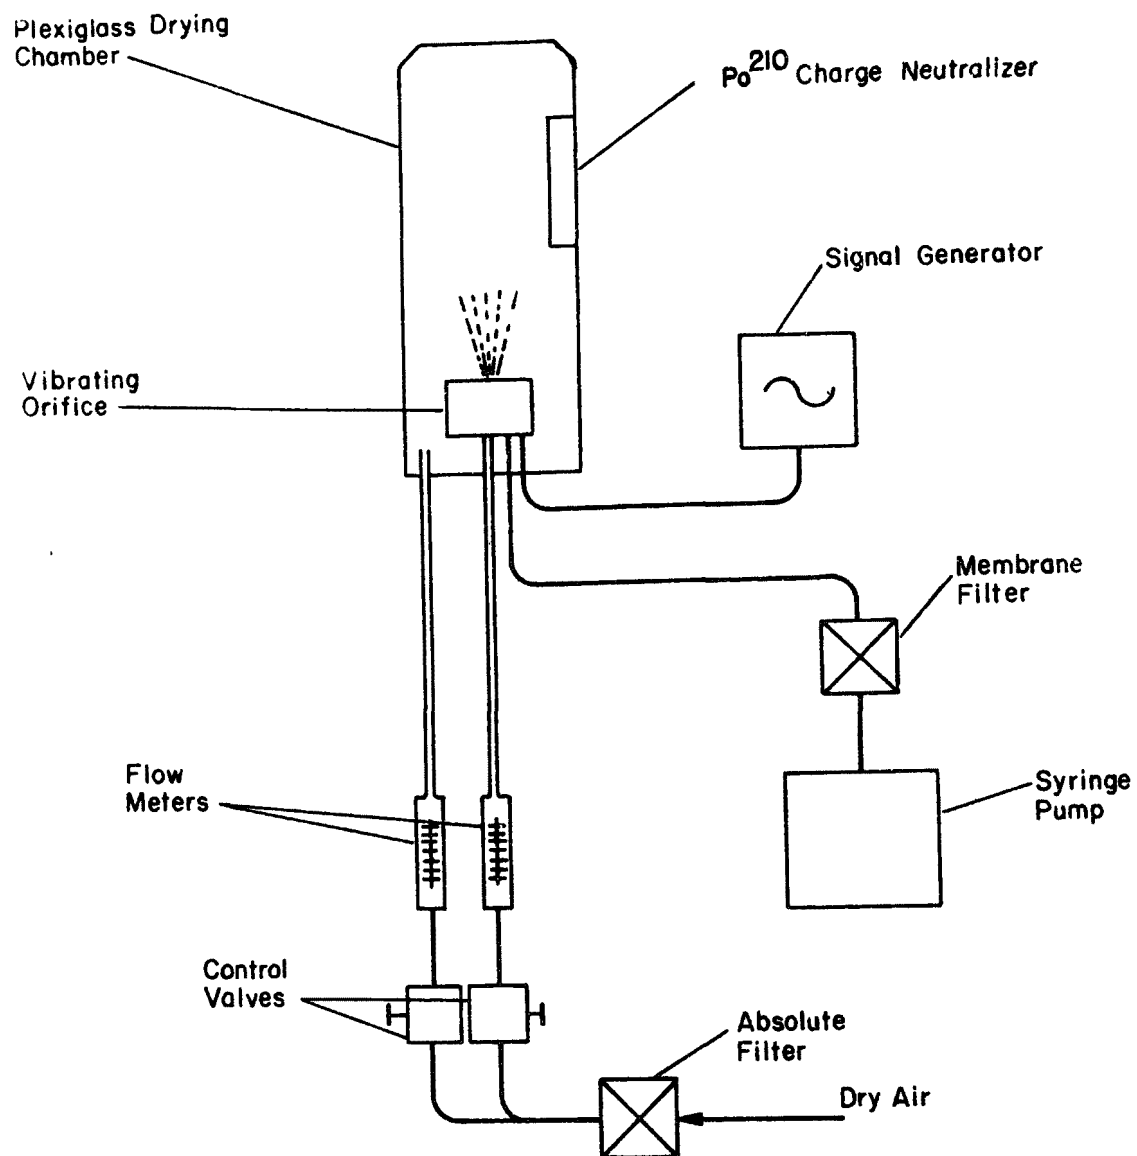 Plexiglass Drying
Chamber
Po210 Charge Neutralizer
Signal Generator
Vibrating
Orifice
Membrane
Filter
Flow
Meters
Syringe
Pump
Control
Valves
Absolute
Filter
Dry Air